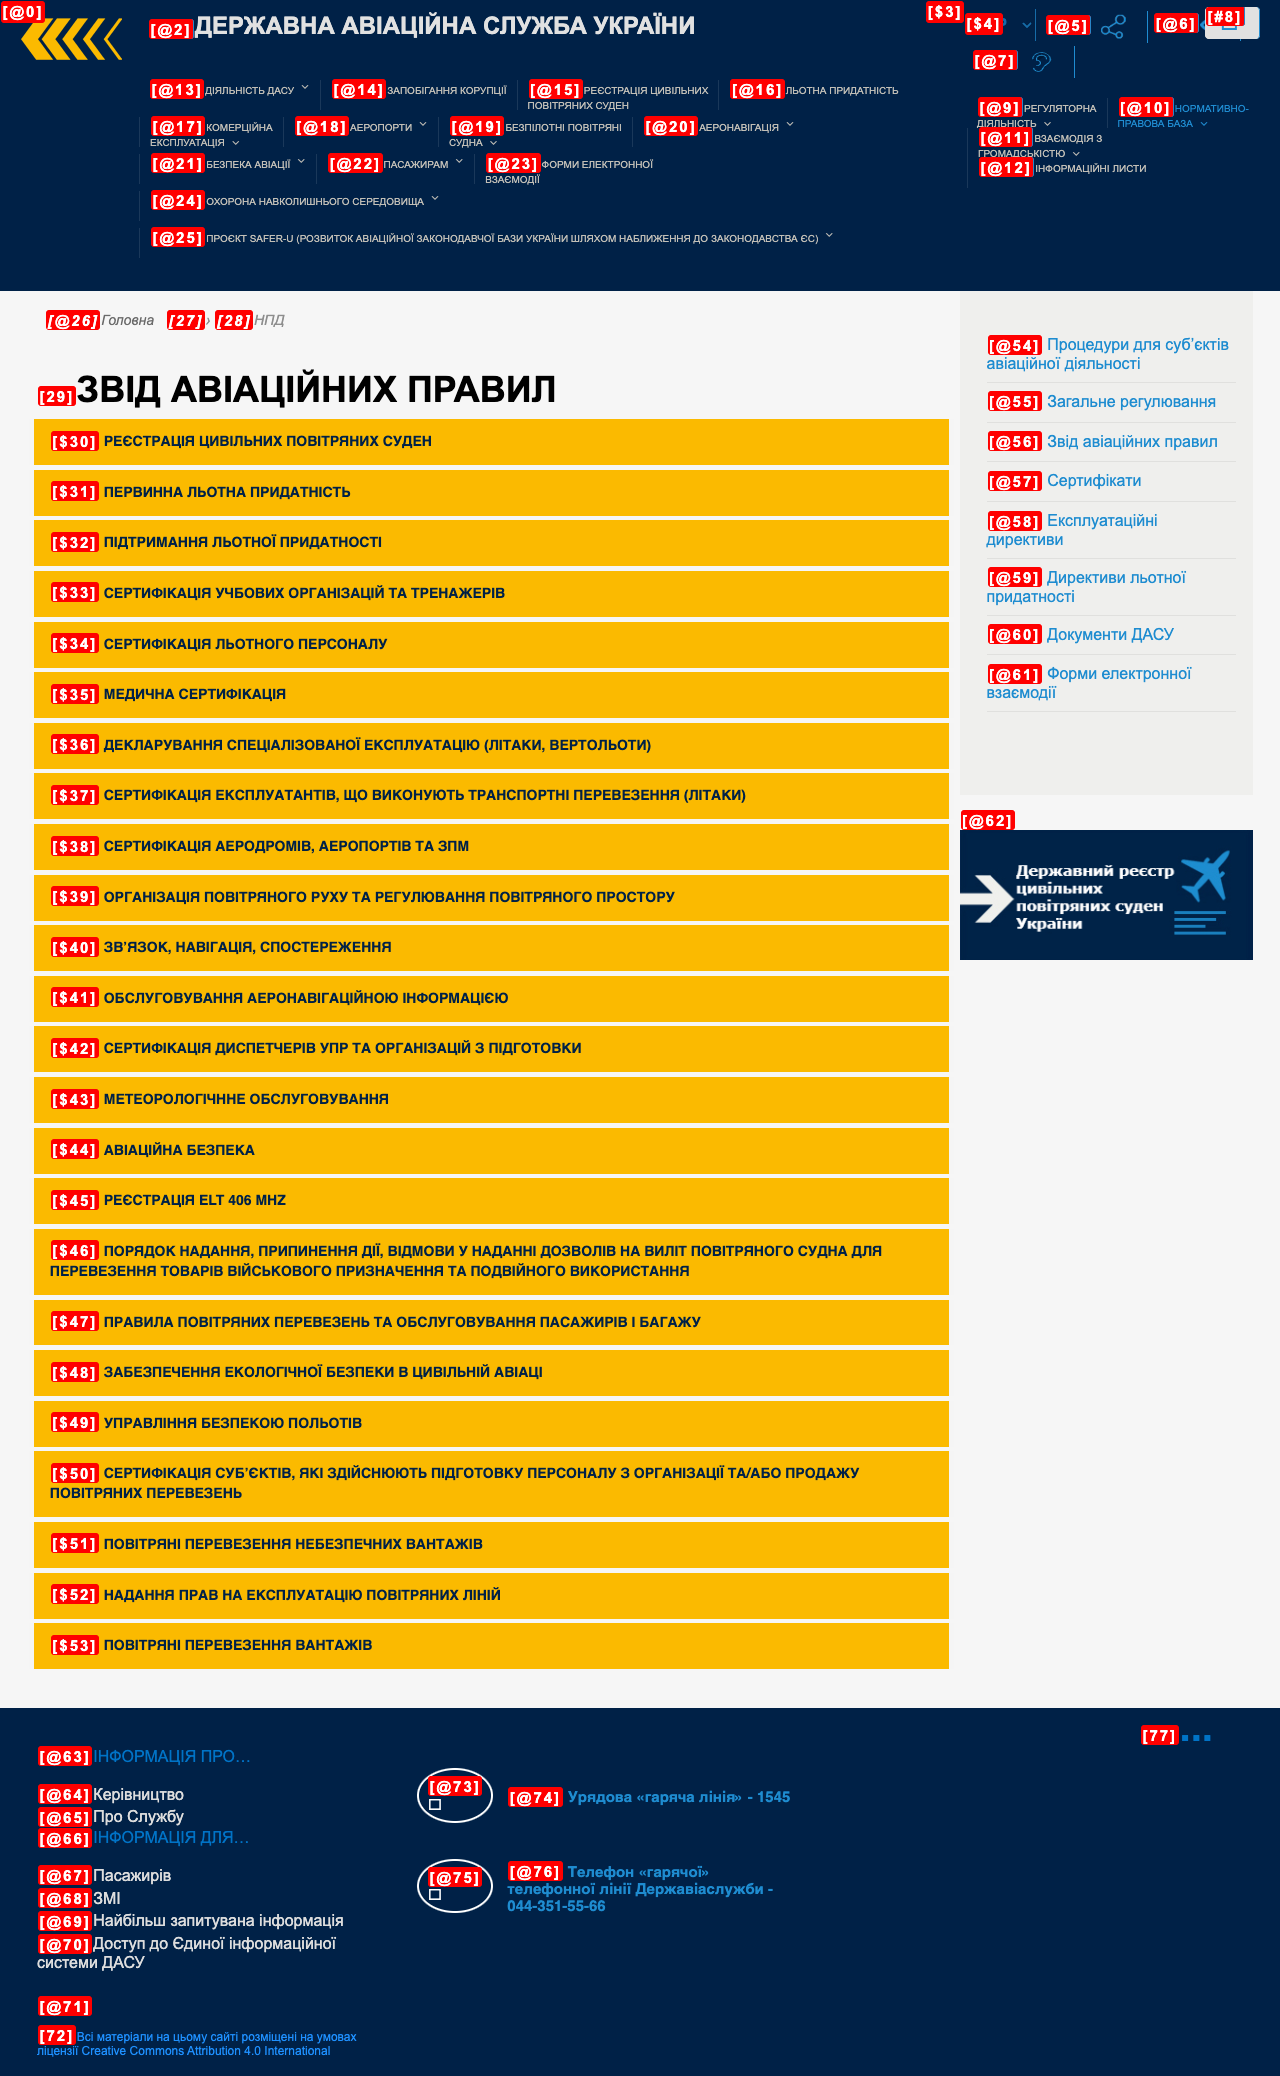 [@0]
[@2]ДЕРЖАВНА АВІАЦІЙНА СЛУЖБА УКРАЇНИ
[$3]
[$4]
[@5]
[@6]
[#8]
[@7]
[@13]ДІЯЛЬНІСТЬ ДАСУ
[@14]ЗАПОБІГАННЯ КОРУПЦІЇ
[@15]РЕЄСТРАЦІЯ ЦИВІЛЬНИХ
ПОВІТРЯНИХ СУДЕН
[@16]ЛЬОТНА ПРИДАТНІСТЬ
[@17]КОМЕРЦІЙНА
ЕКСПЛУАТАЦІЯ
[@18]АЕРОПОРТИ
[@19]БЕЗПІЛОТНІ ПОВІТРЯНІ
СУДНА
[@20]АЕРОНАВІГАЦІЯ
[@21]БЕЗПЕКА АВІАЦІЇ
[@22]ПАСАЖИРАМ
[@23]ФОРМИ ЕЛЕКТРОННОЇ
ВЗАЄМОДІЇ
[@24]ОХОРОНА НАВКОЛИШНЬОГО СЕРЕДОВИЩА
[@25]ПРОЄКТ SAFER-U (РОЗВИТОК АВІАЦІЙНОЇ ЗАКОНОДАВЧОЇ БАЗИ УКРАЇНИ ШЛЯХОМ НАБЛИЖЕННЯ ДО ЗАКОНОДАВСТВА ЄС)
[@9]РЕГУЛЯТОРНА
ДІЯЛЬНІСТЬ
[@10]НОРМАТИВНО-
ПРАВОВА БАЗА
[@11]ВЗАЄМОДІЯ З
ГРОМАДСЬКІСТЮ
[@12]ІНФОРМАЦІЙНІ ЛИСТИ
[@26]Головна [27]› [28]НПД
[29]ЗВІД АВІАЦІЙНИХ ПРАВИЛ
[$30] РЕЄСТРАЦІЯ ЦИВІЛЬНИХ ПОВІТРЯНИХ СУДЕН
[$31] ПЕРВИННА ЛЬОТНА ПРИДАТНІСТЬ
[$32] ПІДТРИМАННЯ ЛЬОТНОЇ ПРИДАТНОСТІ
[$33] СЕРТИФІКАЦІЯ УЧБОВИХ ОРГАНІЗАЦІЙ ТА ТРЕНАЖЕРІВ
[$34] СЕРТИФІКАЦІЯ ЛЬОТНОГО ПЕРСОНАЛУ
[$35] МЕДИЧНА СЕРТИФІКАЦІЯ
[$36] ДЕКЛАРУВАННЯ СПЕЦІАЛІЗОВАНОЇ ЕКСПЛУАТАЦІЮ (ЛІТАКИ, ВЕРТОЛЬОТИ)
[$37] СЕРТИФІКАЦІЯ ЕКСПЛУАТАНТІВ, ЩО ВИКОНУЮТЬ ТРАНСПОРТНІ ПЕРЕВЕЗЕННЯ (ЛІТАКИ)
[$38] СЕРТИФІКАЦІЯ АЕРОДРОМІВ, АЕРОПОРТІВ ТА ЗПМ
[$39] ОРГАНІЗАЦІЯ ПОВІТРЯНОГО РУХУ ТА РЕГУЛЮВАННЯ ПОВІТРЯНОГО ПРОСТОРУ
[$40] ЗВ'ЯЗОК, НАВІГАЦІЯ, СПОСТЕРЕЖЕННЯ
[$41] ОБСЛУГОВУВАННЯ АЕРОНАВІГАЦІЙНОЮ ІНФОРМАЦІЄЮ
[$42] СЕРТИФІКАЦІЯ ДИСПЕТЧЕРІВ УПР ТА ОРГАНІЗАЦІЙ З ПІДГОТОВКИ
[$43] МЕТЕОРОЛОГІЧННЕ ОБСЛУГОВУВАННЯ
[$44] АВІАЦІЙНА БЕЗПЕКА
[$45] РЕЄСТРАЦІЯ ELT 406 MHZ
[$46] ПОРЯДОК НАДАННЯ, ПРИПИНЕННЯ ДІЇ, ВІДМОВИ У НАДАННІ ДОЗВОЛІВ НА ВИЛІТ ПОВІТРЯНОГО СУДНА ДЛЯ
ПЕРЕВЕЗЕННЯ ТОВАРІВ ВІЙСЬКОВОГО ПРИЗНАЧЕННЯ ТА ПОДВІЙНОГО ВИКОРИСТАННЯ
[$47] ПРАВИЛА ПОВІТРЯНИХ ПЕРЕВЕЗЕНЬ ТА ОБСЛУГОВУВАННЯ ПАСАЖИРІВ І БАГАЖУ
[$48] ЗАБЕЗПЕЧЕННЯ ЕКОЛОГІЧНОЇ БЕЗПЕКИ В ЦИВІЛЬНІЙ АВІАЦІ
[$49] УПРАВЛІННЯ БЕЗПЕКОЮ ПОЛЬОТІВ
[$50] СЕРТИФІКАЦІЯ СУБ'ЄКТІВ, ЯКІ ЗДІЙСНЮЮТЬ ПІДГОТОВКУ ПЕРСОНАЛУ З ОРГАНІЗАЦІЇ ТА/АБО ПРОДАЖУ
ПОВІТРЯНИХ ПЕРЕВЕЗЕНЬ
[$51] ПОВІТРЯНІ ПЕРЕВЕЗЕННЯ НЕБЕЗПЕЧНИХ ВАНТАЖІВ
[$52] НАДАННЯ ПРАВ НА ЕКСПЛУАТАЦІЮ ПОВІТРЯНИХ ЛІНІЙ
[$53] ПОВІТРЯНІ ПЕРЕВЕЗЕННЯ ВАНТАЖІВ
[@54] Процедури для суб'єктів
авіаційної діяльності
[@55] Загальне регулювання
[@56] Звід авіаційних правил
[@57] Сертифікати
[@58] Експлуатаційні
директиви
[@59] Директиви льотної
придатності
[@60] Документи ДАСУ
[@61] Форми електронної
взаємодії
[@62]
Державний реєстр
цивільних
повітряних суден
України
[@63]ІНФОРМАЦІЯ ПРО...
[@64]Керівництво
[@65]Про Службу
[@66]ІНФОРМАЦІЯ ДЛЯ...
[@67]Пасажирів
[@68]ЗМІ
[@69]Найбільш запитувана інформація
[@70]Доступ до Єдиної інформаційної
системи ДАСУ
[@71]
[72]Всі матеріали на цьому сайті розміщені на умовах
ліцензії Creative Commons Attribution 4.0 International
[@73]
[@74] Урядова «гаряча лінія» - 1545
[@75]
[@76] Телефон «гарячої»
телефонної лінії Державіаслужби -
044-351-55-66
[77]